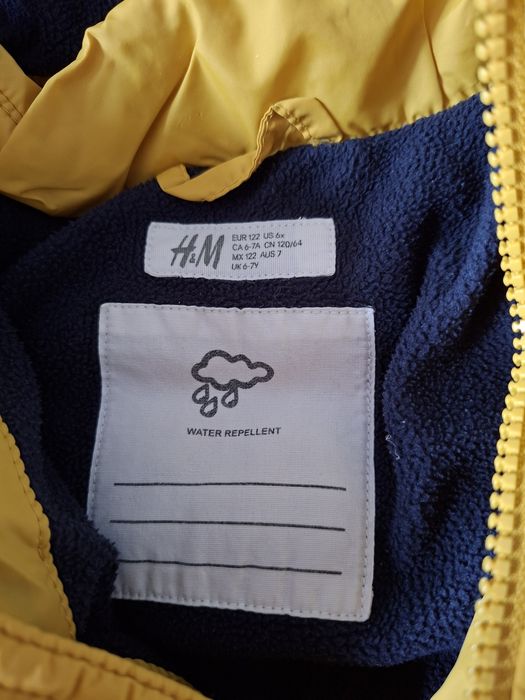 H&M
EUR 122 US 6x
CA 6-7A CN 120/64
MX 122 AUS 7
UK 6-7Y
WATER REPELLENT